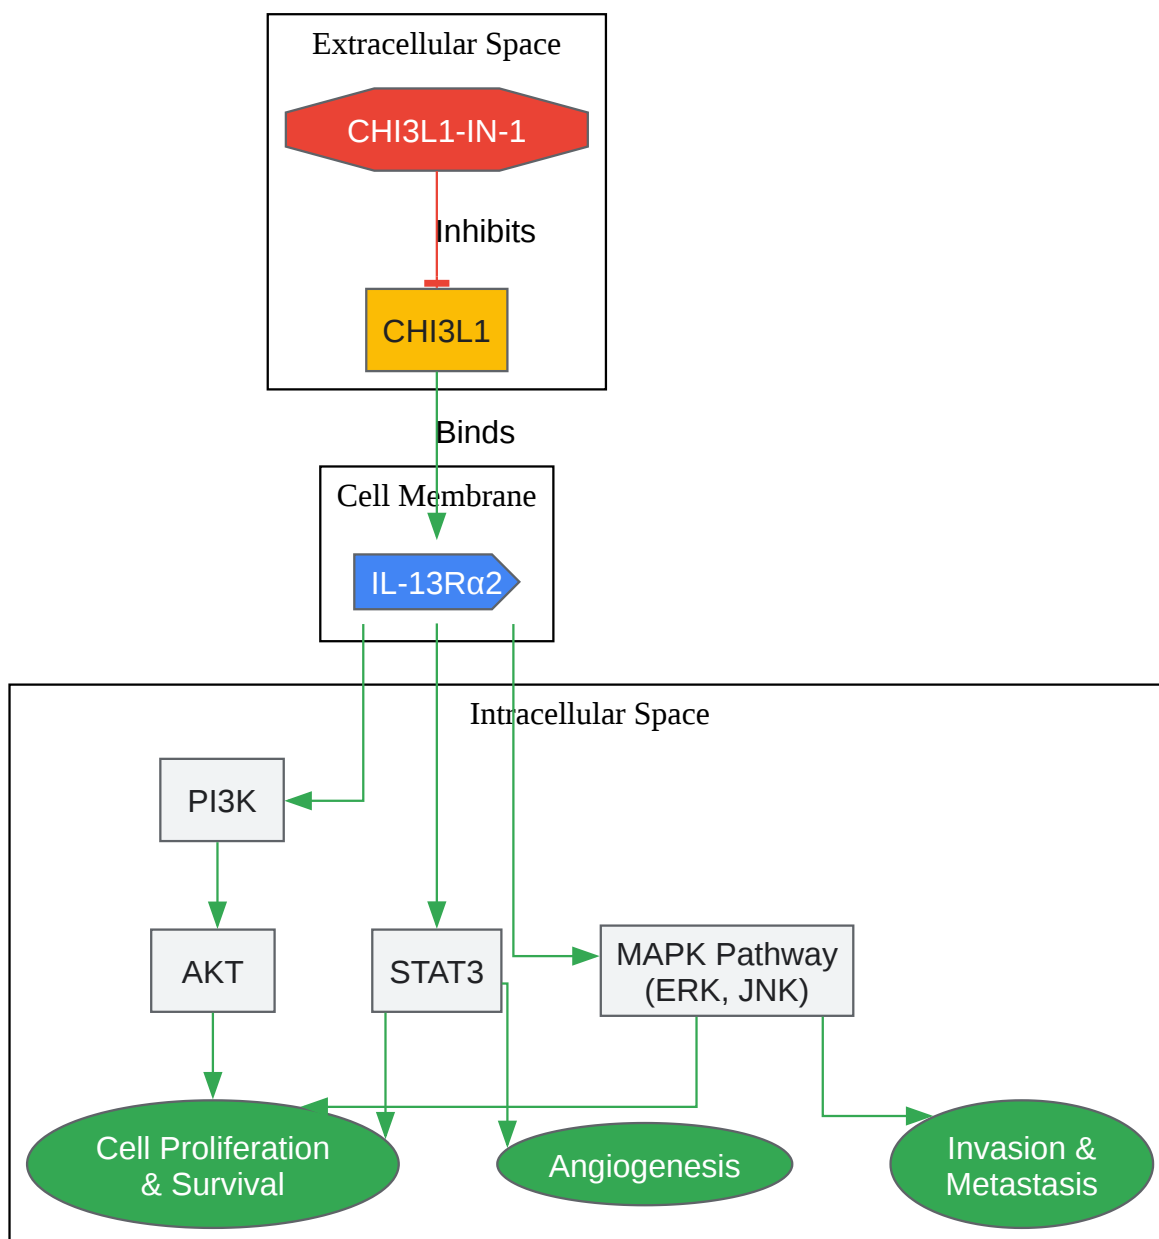 Extracellular Space
CHI3L1-IN-1
Inhibits
CHI3L1
Binds
Cell Membrane
IL-13Rα2
Intracellular Space
PI3K
AKT
STAT3
MAPK Pathway
(ERK, JNK)
Cell Proliferation
& Survival
Angiogenesis
Invasion &
Metastasis